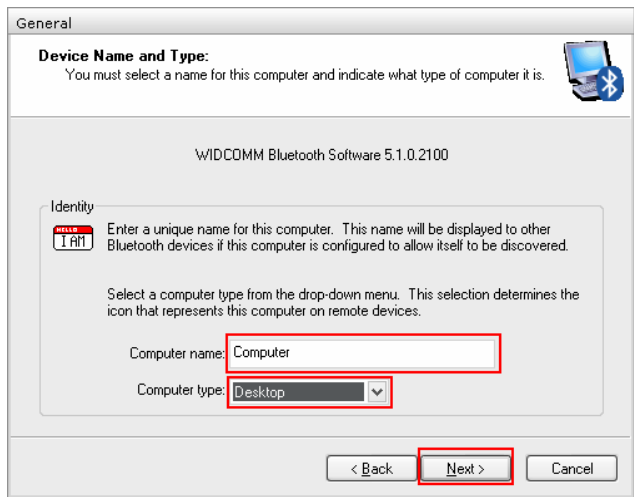 General
Device Name and Type:
You must select a name for this computer and indicate what type of computer it is.
WIDCOMM Bluetooth Software 5.1.0.2100
Identity
HELLO
I AM
Enter a unique name for this computer.  This name will be displayed to other
Bluetooth devices if this computer is configured to allow itself to be discovered.
Select a computer type from the drop-down menu.  This selection determines the
icon that represents this computer on remote devices.
Computer name: Computer
Computer type: Desktop
< Back
Next >
Cancel